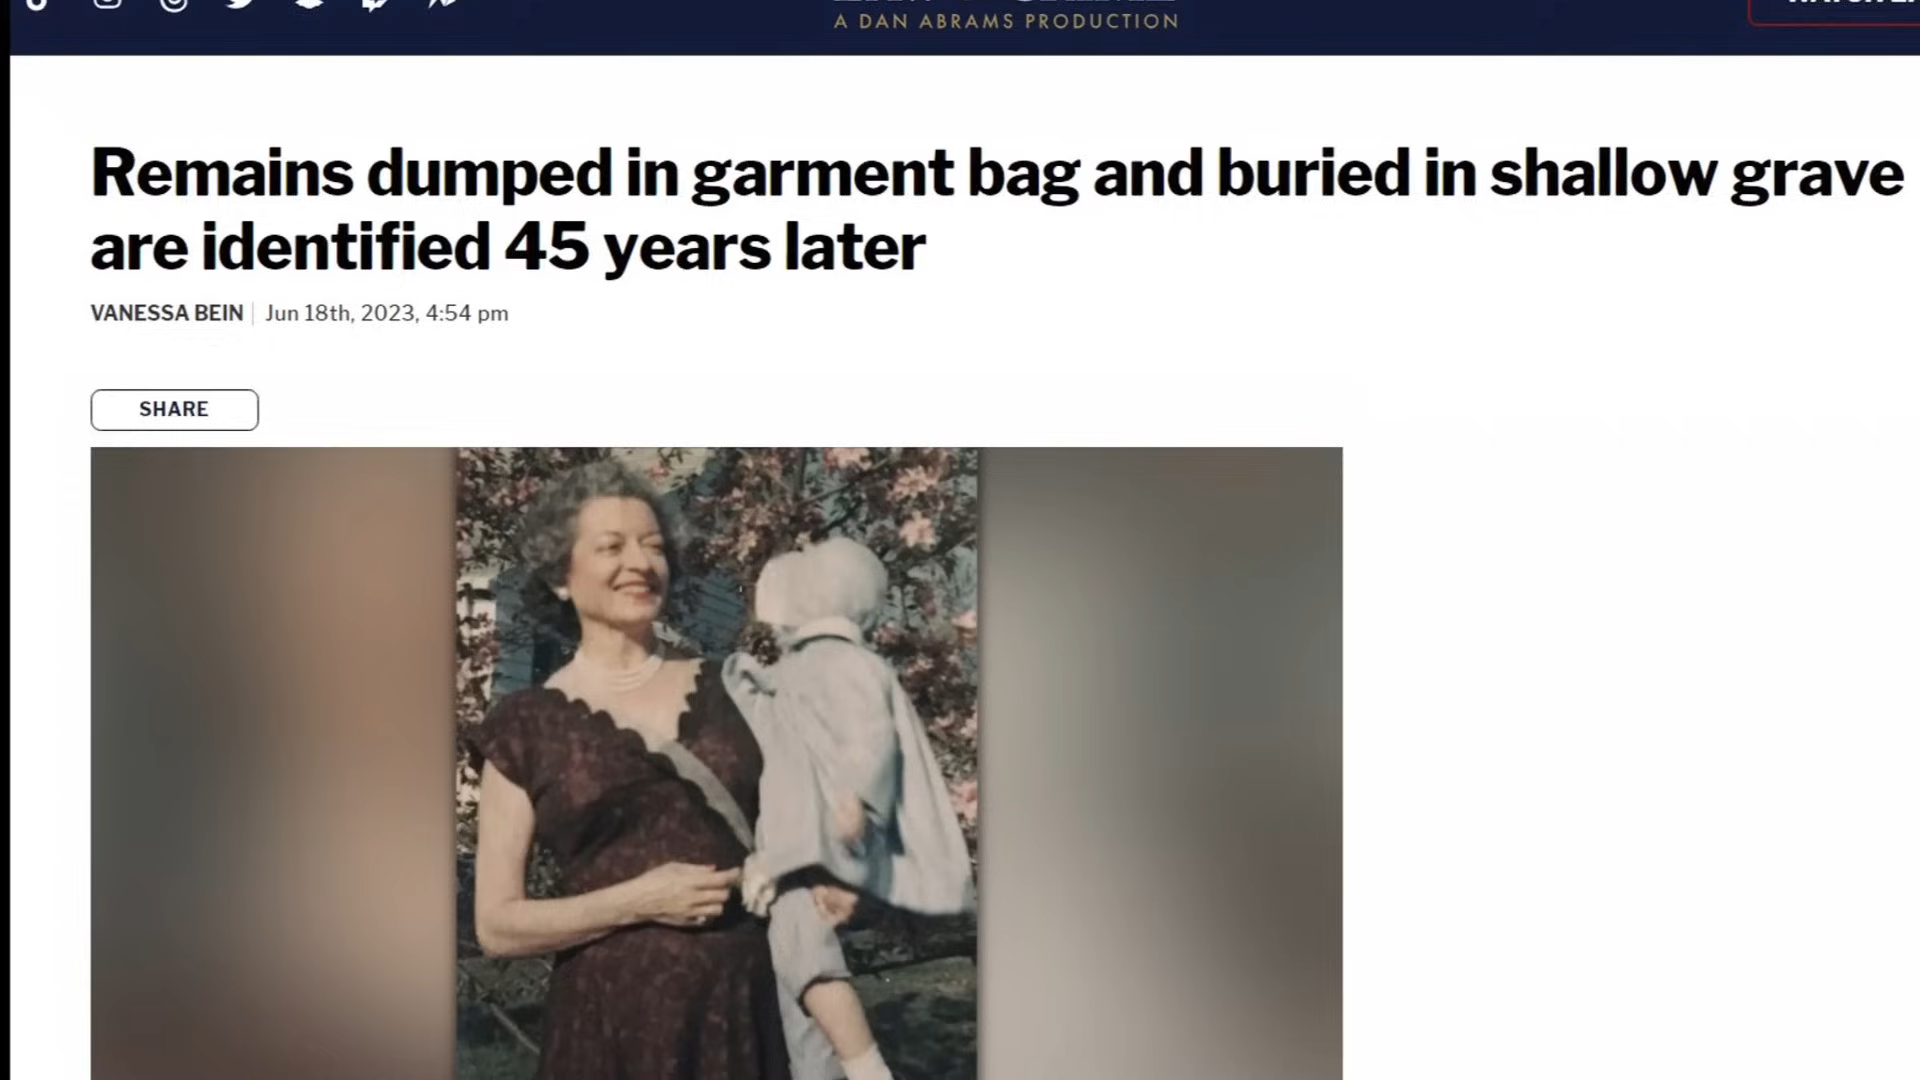 A DAN ABRAMS PRODUCTION
Remains dumped in garment bag and buried in shallow grave
are identified 45 years later
VANESSA BEIN Jun 18th, 2023, 4:54 pm
SHARE